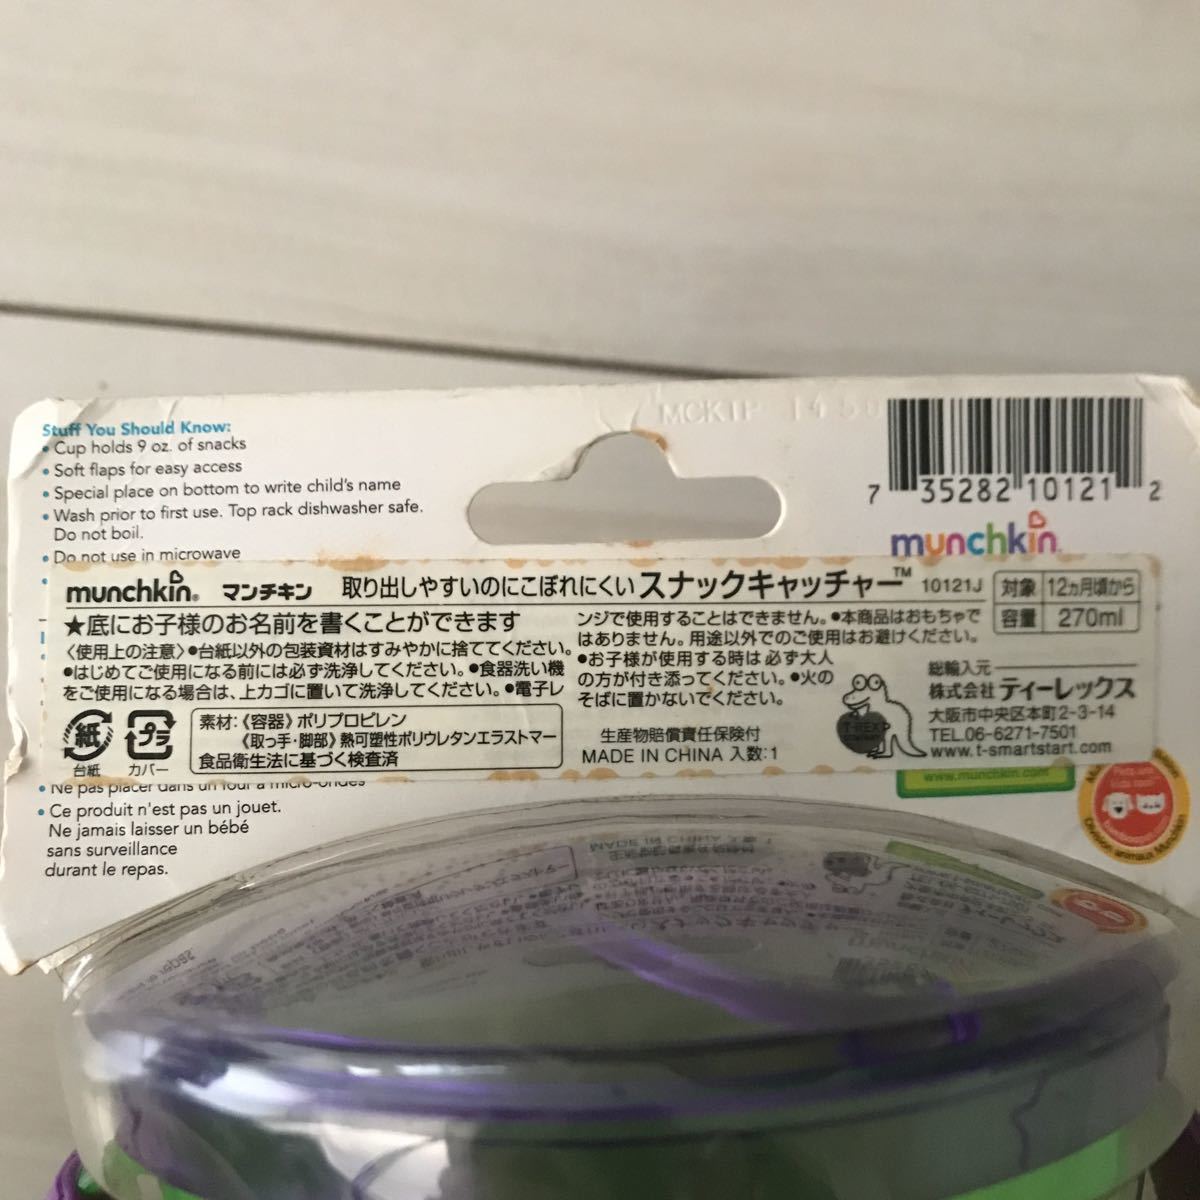 Stuff You Should Know:
• Cup holds 9 oz. of snacks
• Soft flaps for easy access
• Special place on bottom to write child's name
• Wash prior to first use. Top rack dishwasher safe.
Do not boil.
• Do not use in microwave
MCKTP 1450
7 35282 10121 2
munchkin
munchkin® マンチキン 取り出しやすいのにこぼれにくい スナックキャッチャー™ 10121J
対象 12ヵ月頃から
容量 270ml
★底にお子様のお名前を書くことができます
〈使用上の注意〉●台紙以外の包装資材はすみやかに捨ててください。
●はじめてご使用になる前には必ず洗浄してください。●食器洗い機
をご使用になる場合は、上カゴに置いて洗浄してください。●電子レ
ンジで使用することはできません。●本商品はおもちゃで
はありません。用途以外でのご使用はお避けください。
●お子様が使用する時は必ず大人
の方が付き添ってください。●火の
そばに置かないでください。
紙
台紙
プラ
カバー
素材:《容器》ポリプロピレン
《取っ手・脚部》熱可塑性ポリウレタンエラストマー
食品衛生法に基づく検査済
生産物賠償責任保険付
MADE IN CHINA 入数:1
T-REX
総輸入元
株式会社 ティーレックス
大阪市中央区本町2-3-14
TEL.06-6271-7501
www.t-smartstart.com
www.munchkin.com
• Ne pas placer dans un four à micro-ondes
• Ce produit n'est pas un jouet.
Ne jamais laisser un bébé
sans surveillance
durant le repas.